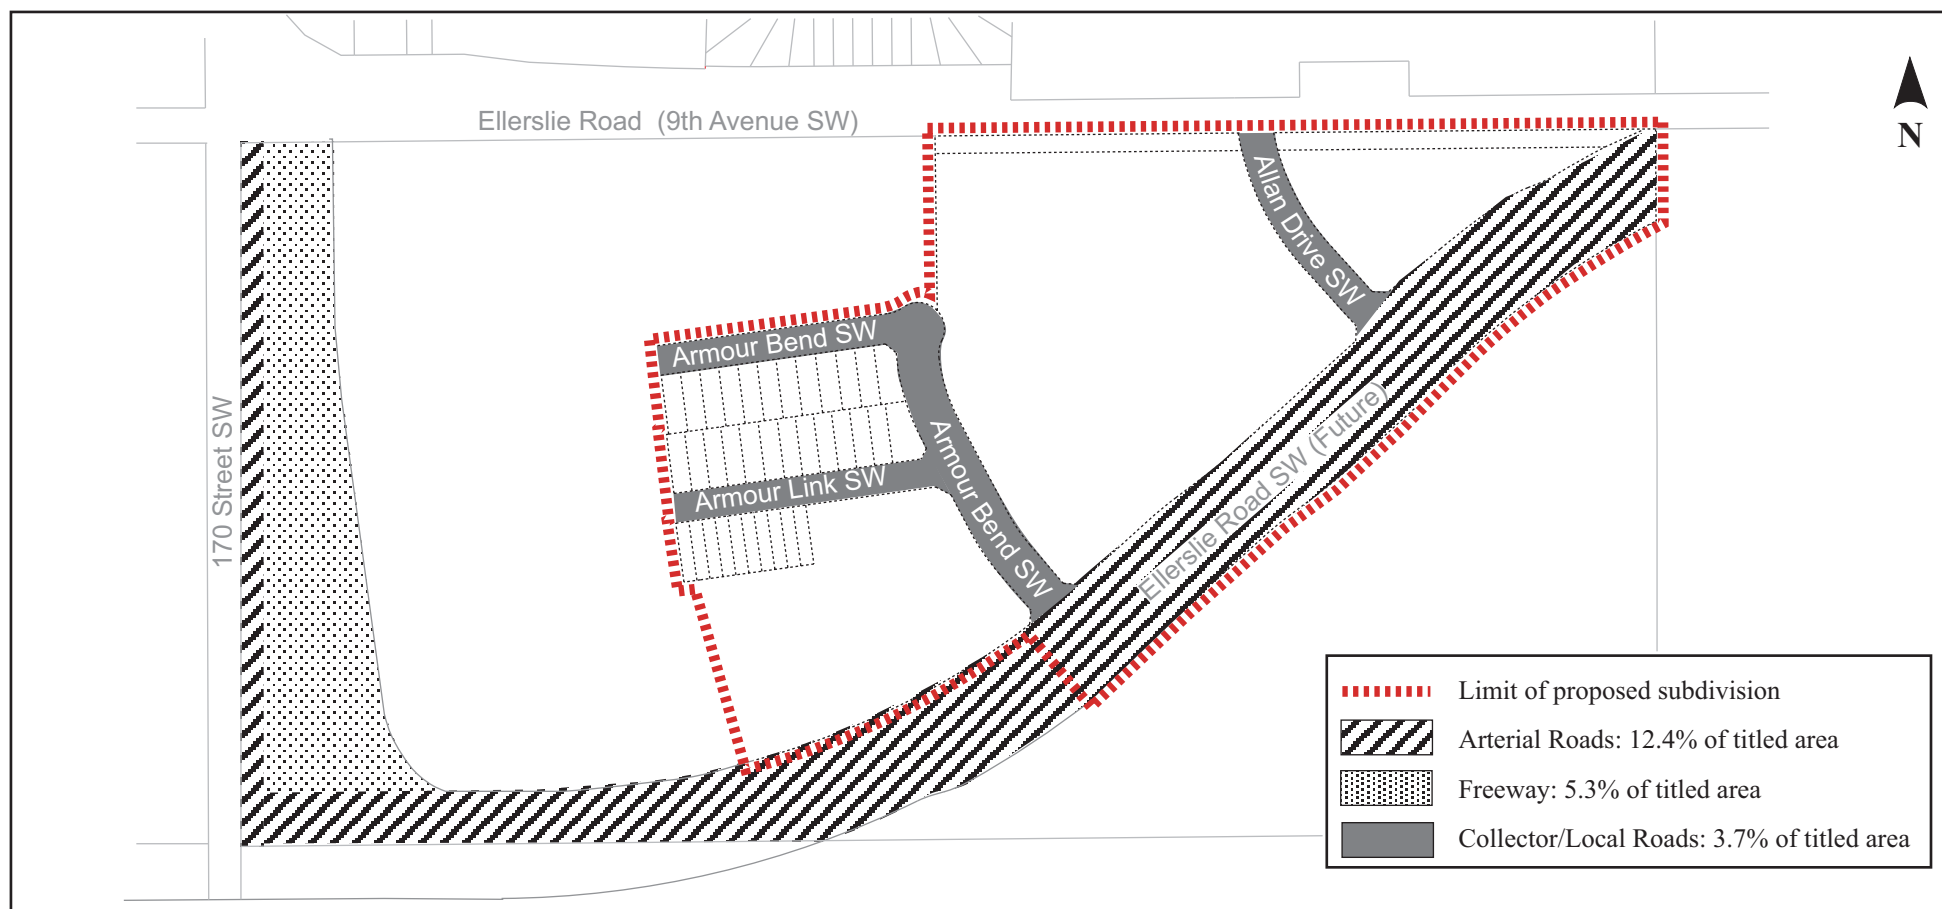 Ellerslie Road (9th Avenue SW)
N
Allan Drive SW
Armour Bend SW
Armour Link SW
Armour Bend SW
170 Street SW
Ellerslie Road SW (Future)
Limit of proposed subdivision
Arterial Roads: 12.4% of titled area
Freeway: 5.3% of titled area
Collector/Local Roads: 3.7% of titled area